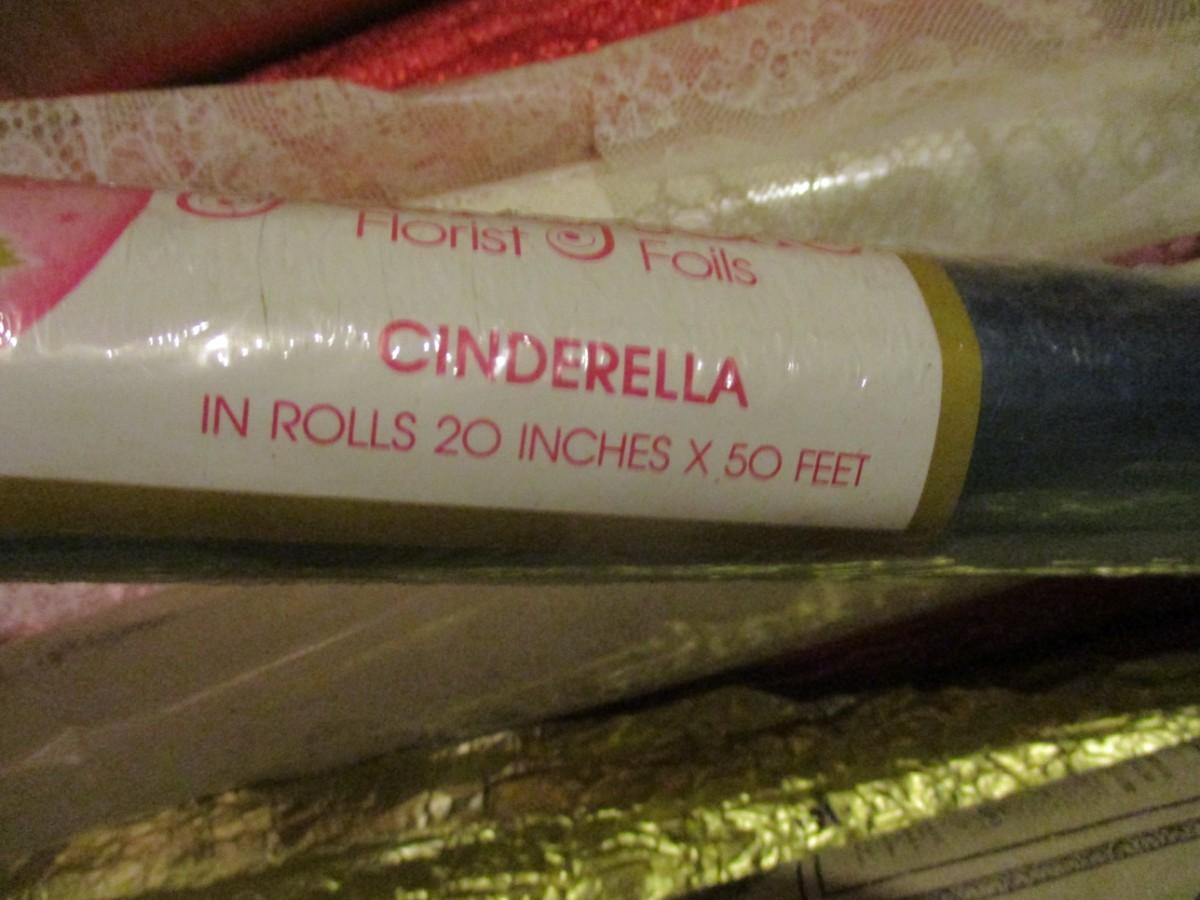 Florist Foils
CINDERELLA
IN ROLLS 20 INCHES X 50 FEET